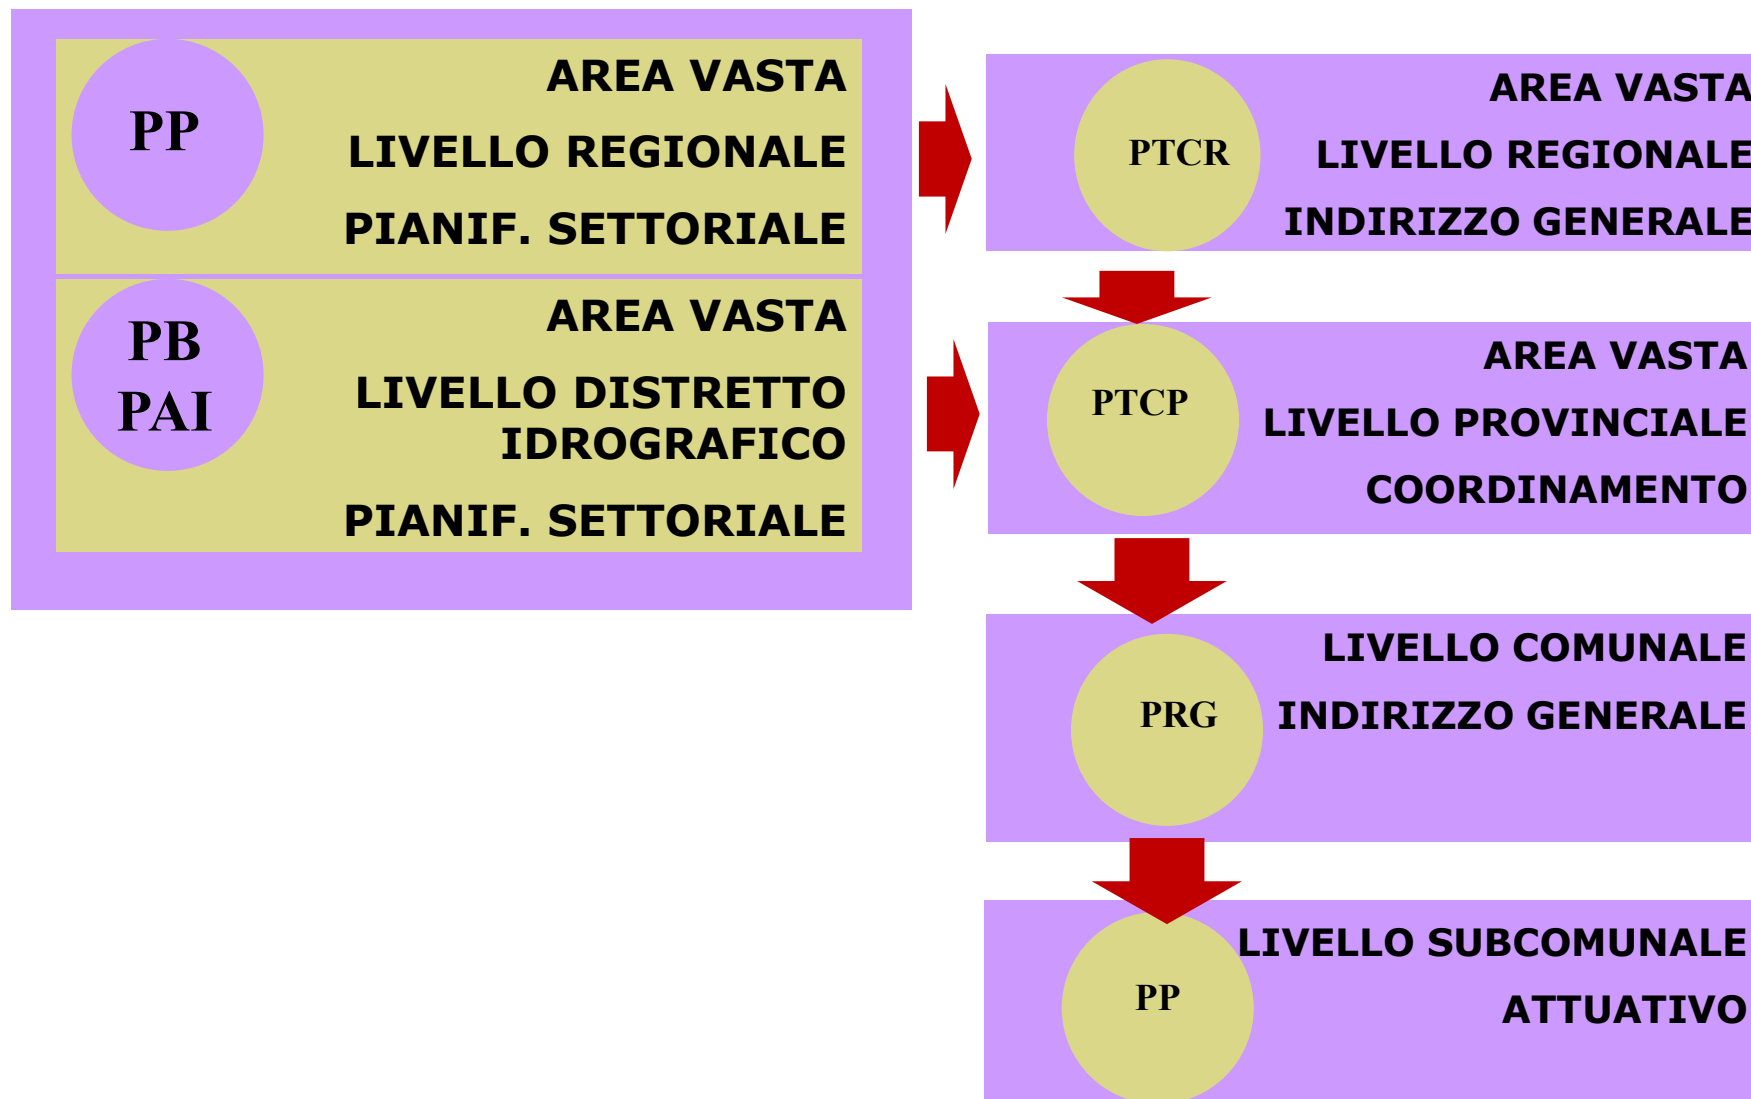 PP
AREA VASTA
LIVELLO REGIONALE
PIANIF. SETTORIALE
PB
PAI
AREA VASTA
LIVELLO DISTRETTO
IDROGRAFICO
PIANIF. SETTORIALE
PTCR
AREA VASTA
LIVELLO REGIONALE
INDIRIZZO GENERALE
PTCP
AREA VASTA
LIVELLO PROVINCIALE
COORDINAMENTO
PRG
LIVELLO COMUNALE
INDIRIZZO GENERALE
PP
LIVELLO SUBCOMUNALE
ATTUATIVO